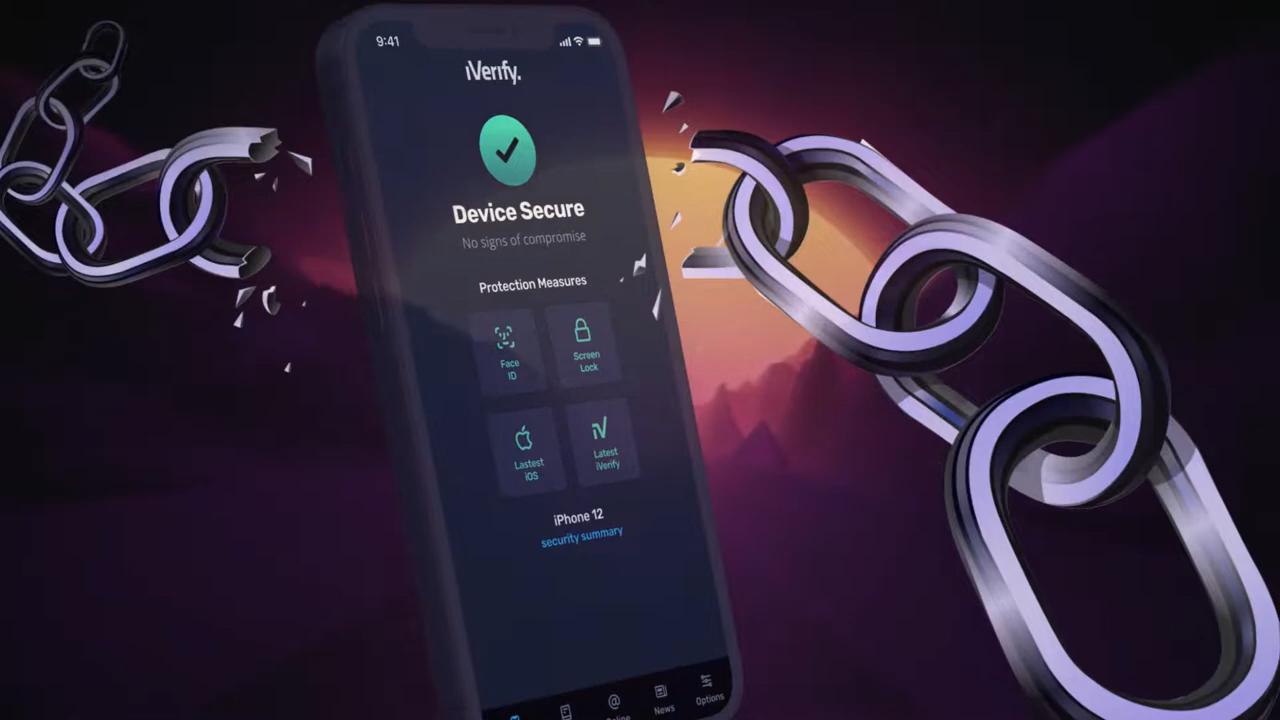 9:41
iVerify.
Device Secure
No signs of compromise
Protection Measures
Face
ID
Screen
Lock
Lastest
iOS
Latest
iVerify
iPhone 12
security summary
News
Options